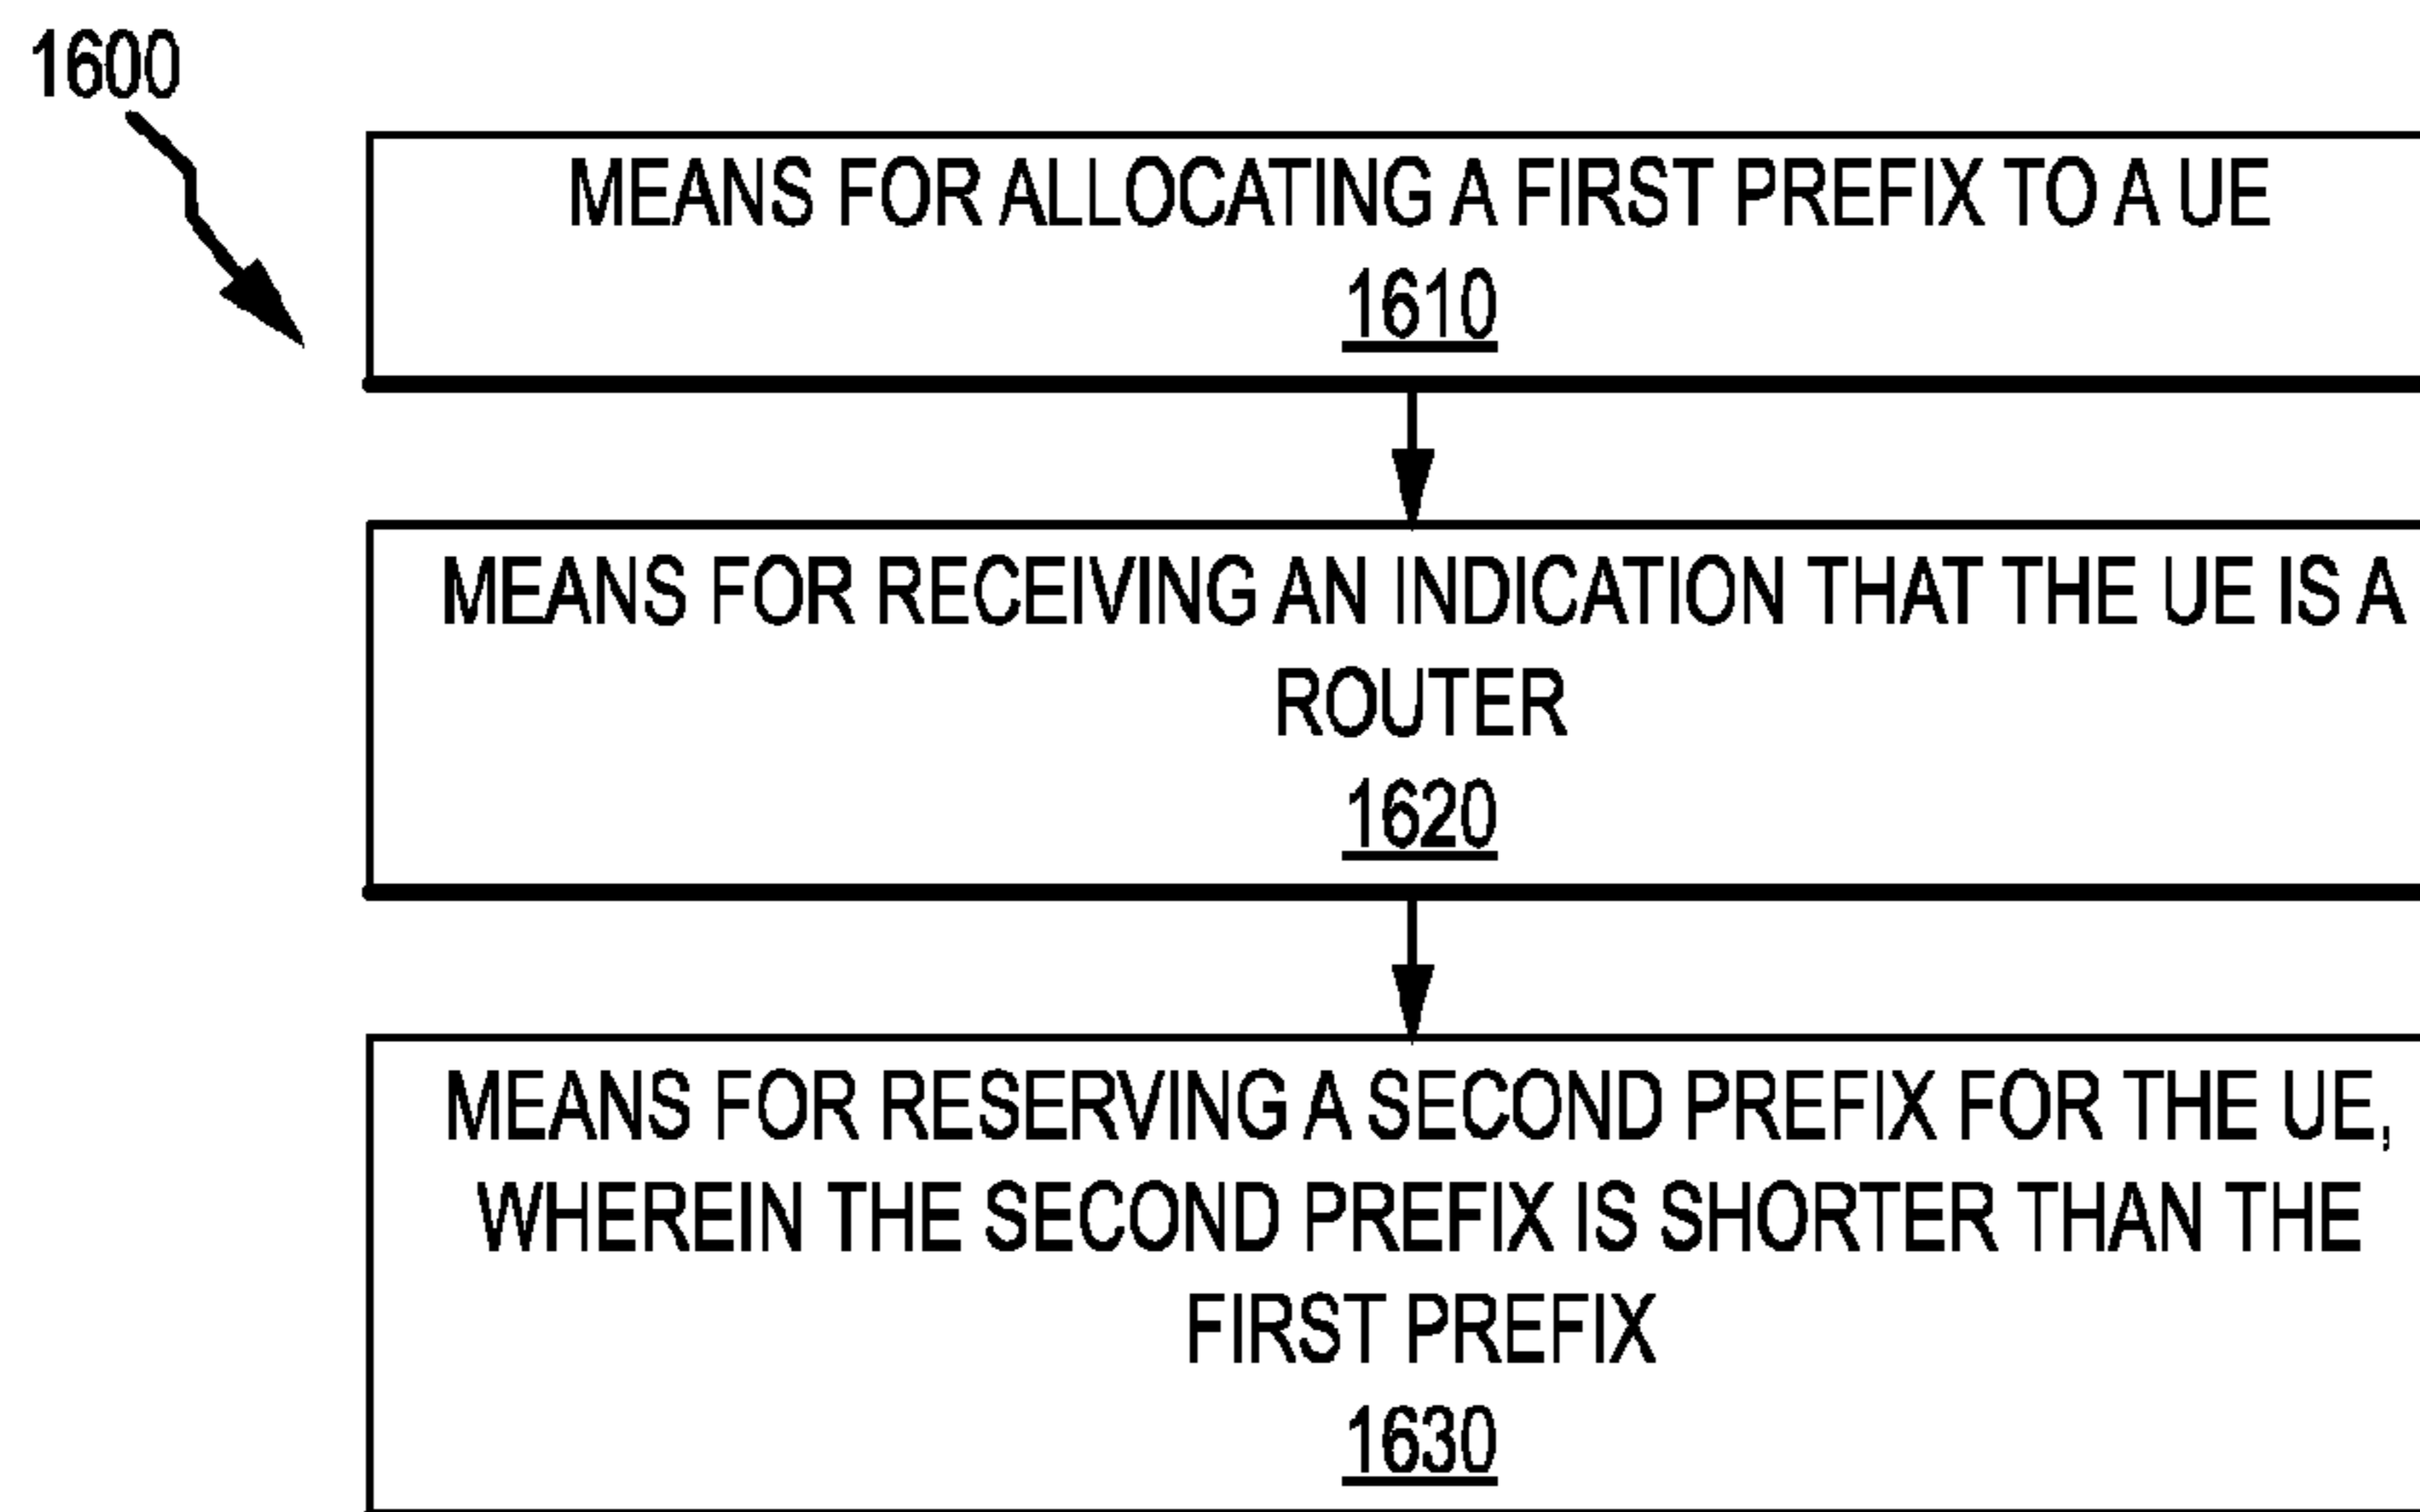 1600
MEANS FOR ALLOCATING A FIRST PREFIX TO A UE
1610
MEANS FOR RECEIVING AN INDICATION THAT THE UE IS A
ROUTER
1620
MEANS FOR RESERVING A SECOND PREFIX FOR THE UE,
WHEREIN THE SECOND PREFIX IS SHORTER THAN THE
FIRST PREFIX
1630